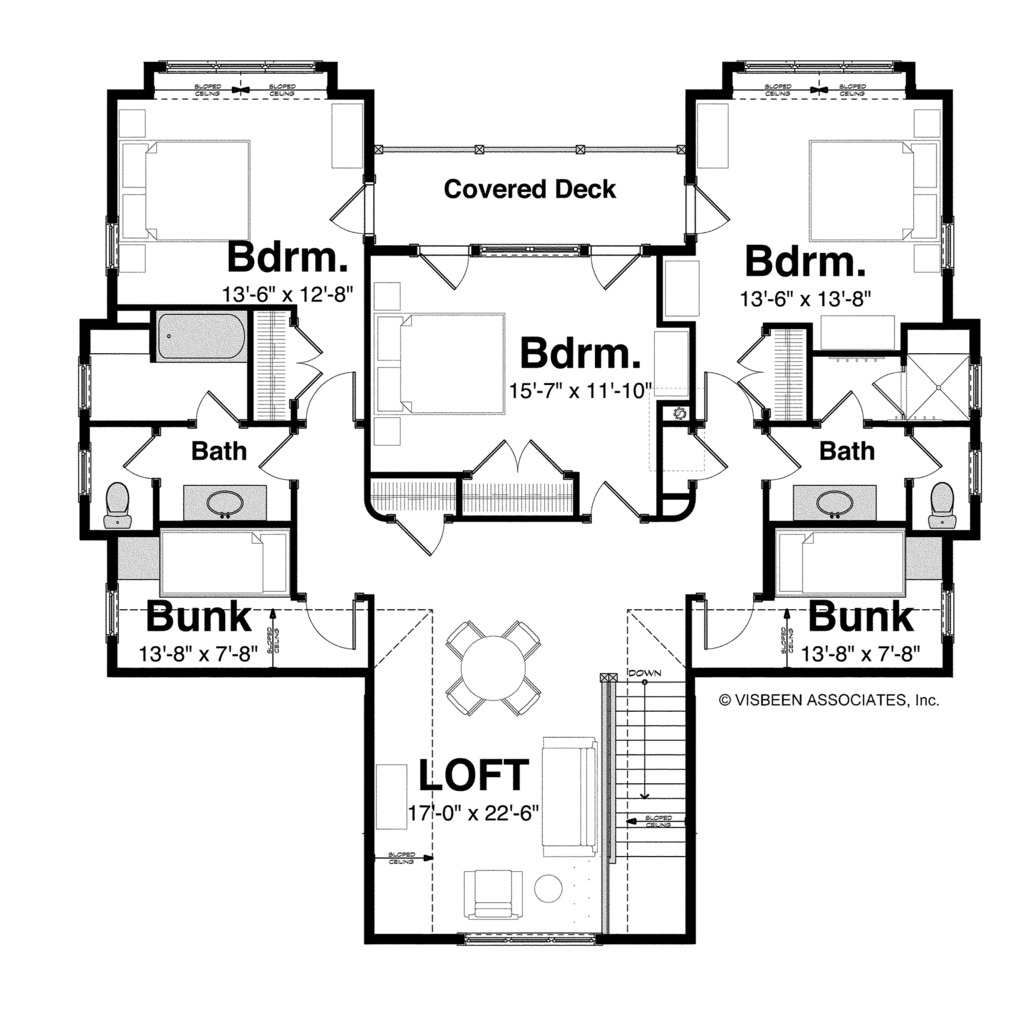 SLOPED
CEILING
SLOPED
CEILING
SLOPED
CEILING
SLOPED
CEILING
Covered Deck
Bdrm.
13'-6" x 12'-8"
Bdrm.
13'-6" x 13'-8"
Bdrm.
15'-7" x 11'-10"
Bath
Bath
Bunk
13'-8" x 7'-8"
SLOPED
CEILING
Bunk
13'-8" x 7'-8"
SLOPED
CEILING
DOWN
© VISBEEN ASSOCIATES, Inc.
LOFT
17'-0" x 22'-6"
SLOPED
CEILING
SLOPED
CEILING